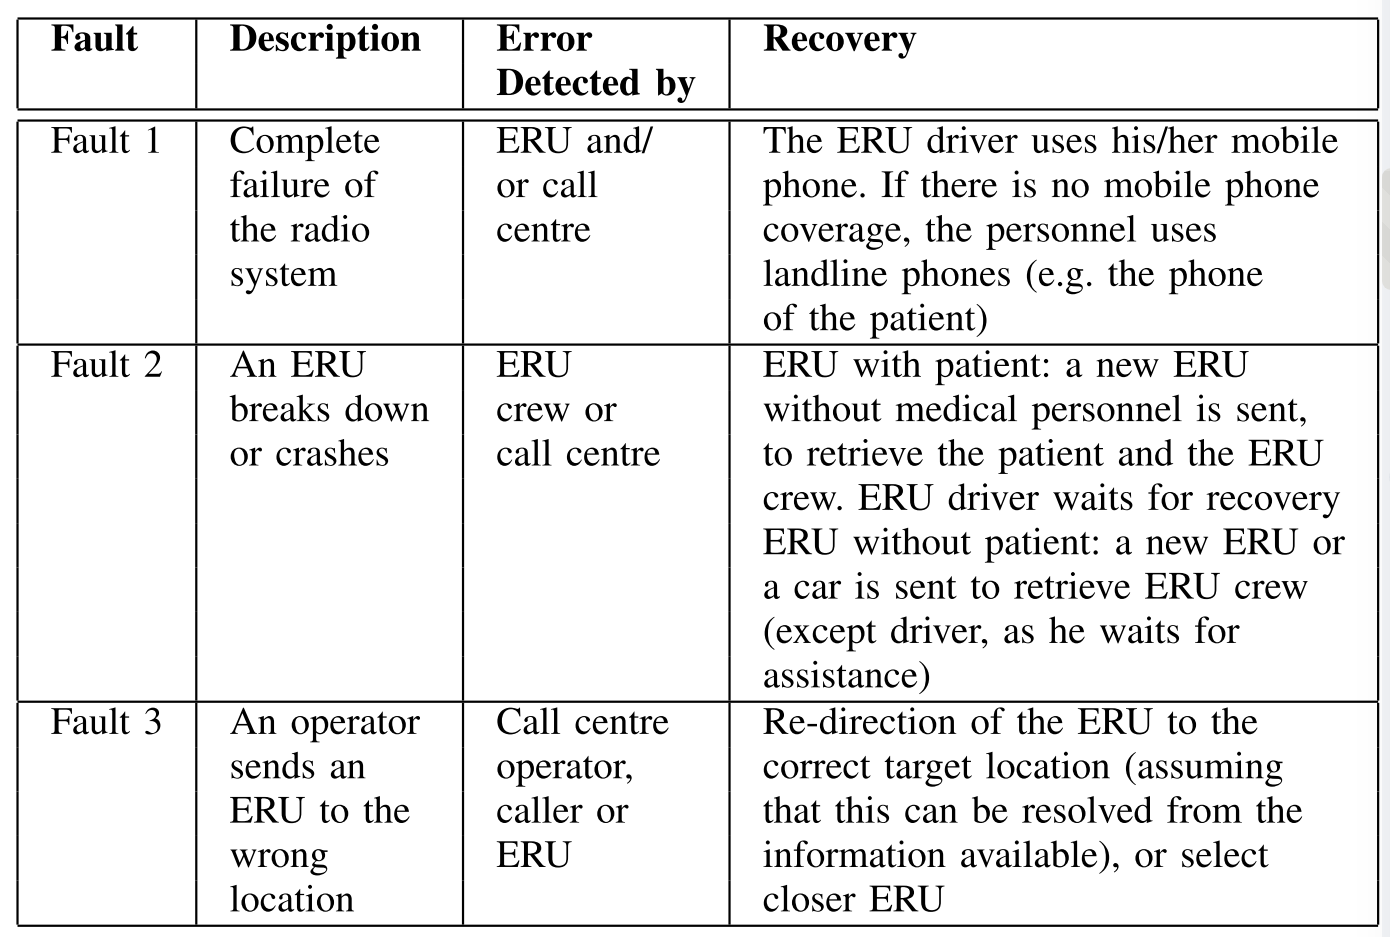 Fault
Description
Error
Detected by
Recovery
Fault 1
Complete
failure of
the radio
system
ERU and/
or call
centre
The ERU driver uses his/her mobile
phone. If there is no mobile phone
coverage, the personnel uses
landline phones (e.g. the phone
of the patient)
Fault 2
An ERU
breaks down
or crashes
ERU
crew or
call centre
ERU with patient: a new ERU
without medical personnel is sent,
to retrieve the patient and the ERU
crew. ERU driver waits for recovery
ERU without patient: a new ERU or
a car is sent to retrieve ERU crew
(except driver, as he waits for
assistance)
Fault 3
An operator
sends an
ERU to the
wrong
location
Call centre
operator,
caller or
ERU
Re-direction of the ERU to the
correct target location (assuming
that this can be resolved from the
information available), or select
closer ERU